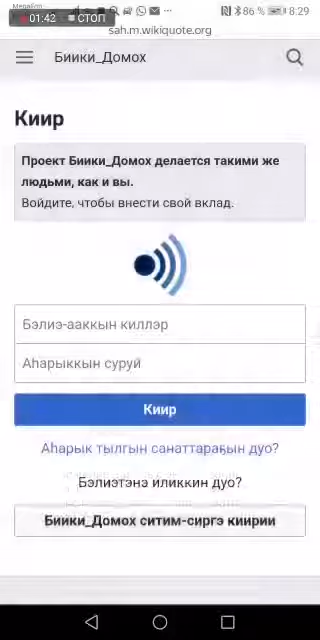 01:42 СТОП
86 % 8:29
sah.m.wikiquote.org
Биики_Домох
Киир
Проект Биики_Домох делается такими же
людьми, как и вы.
Войдите, чтобы внести свой вклад.
Бэлиэ-ааккын киллэр
Аһарыккын суруй
Киир
Аһарык тылгын санаттараҕын дуо?
Бэлиэтэнэ иликкин дуо?
Биики_Домох ситим-сиргэ киирии